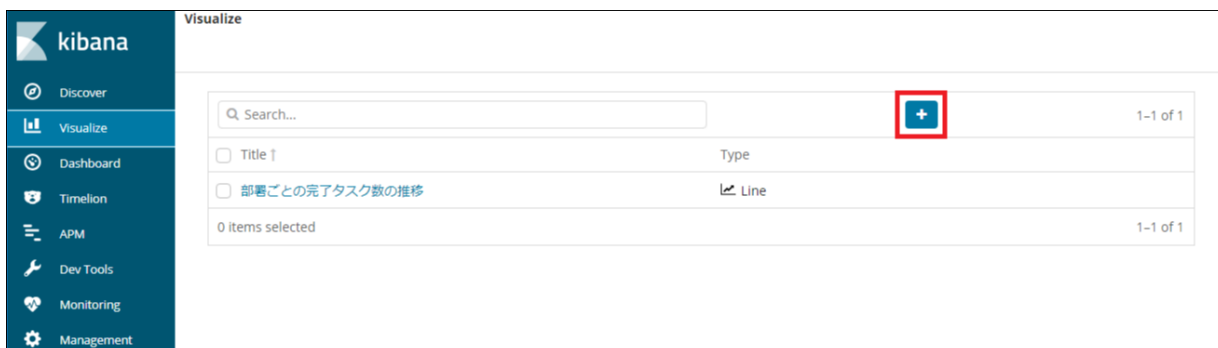 kibana
Discover
Visualize
Dashboard
Timelion
APM
Dev Tools
Monitoring
Management
Visualize
Search...
+
1–1 of 1
Title ↑
Type
部署ごとの完了タスク数の推移
Line
0 items selected
1–1 of 1